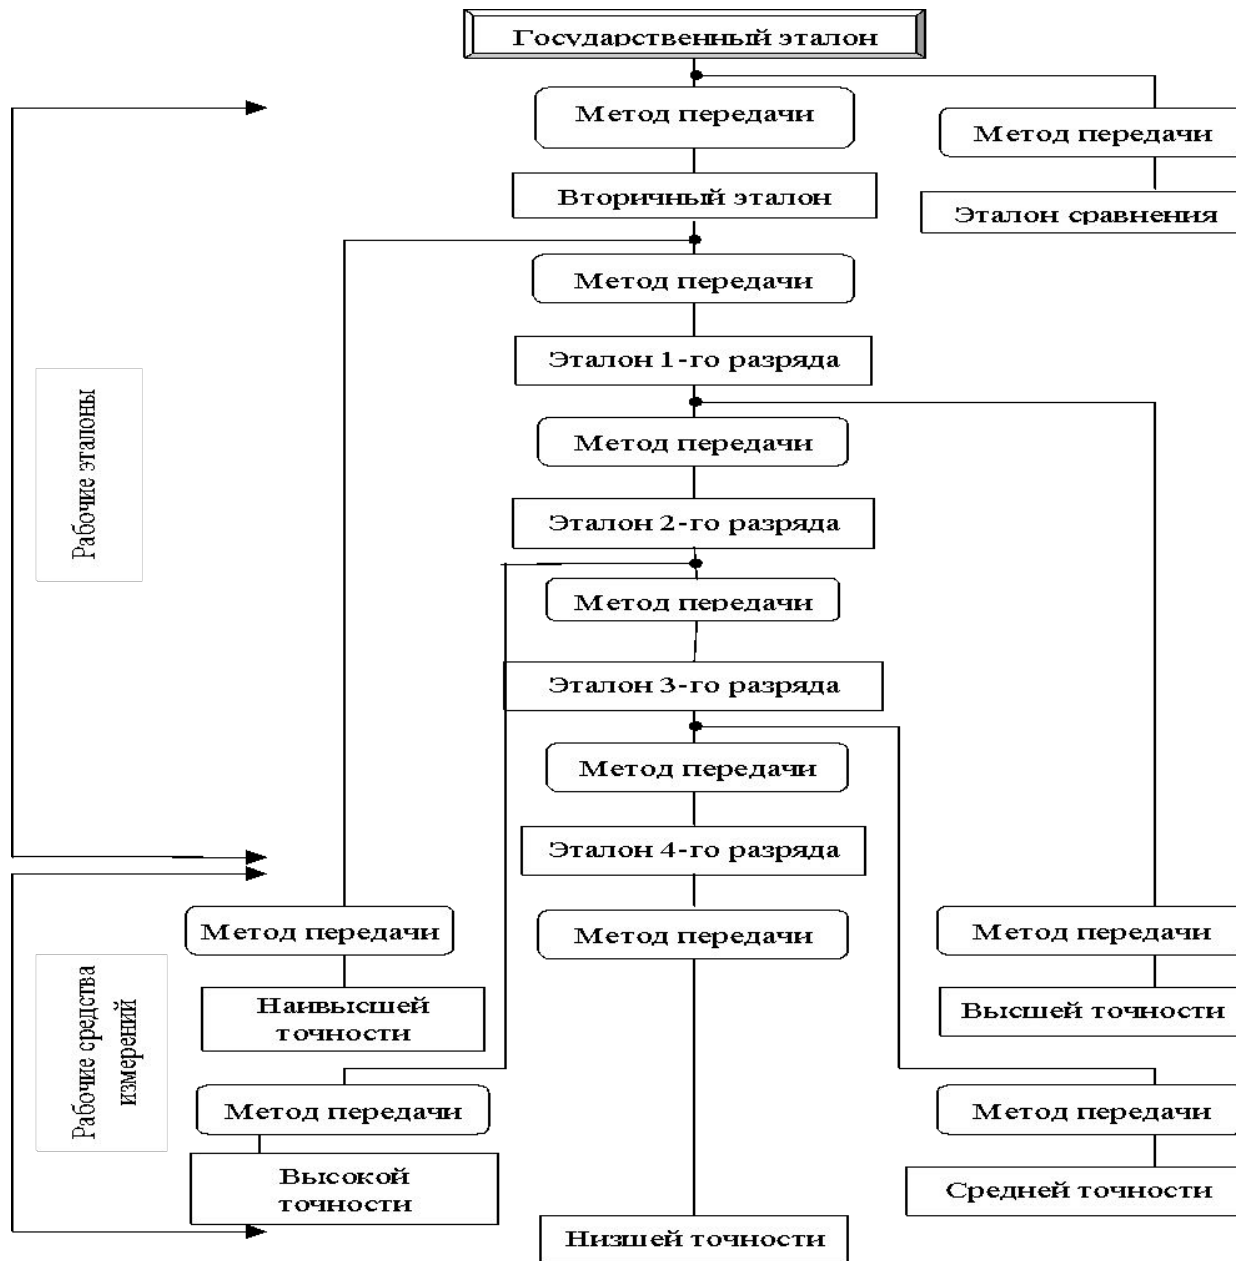 Государственный эталон
Метод передачи
Метод передачи
Вторичный эталон
Эталон сравнения
Метод передачи
Эталон 1-го разряда
Рабочие эталоны
Метод передачи
Эталон 2-го разряда
Метод передачи
Эталон 3-го разряда
Метод передачи
Эталон 4-го разряда
Метод передачи
Метод передачи
Метод передачи
Рабочие средства
измерений
Наивысшей
точности
Высшей точности
Метод передачи
Метод передачи
Высокой
точности
Средней точности
Низшей точности